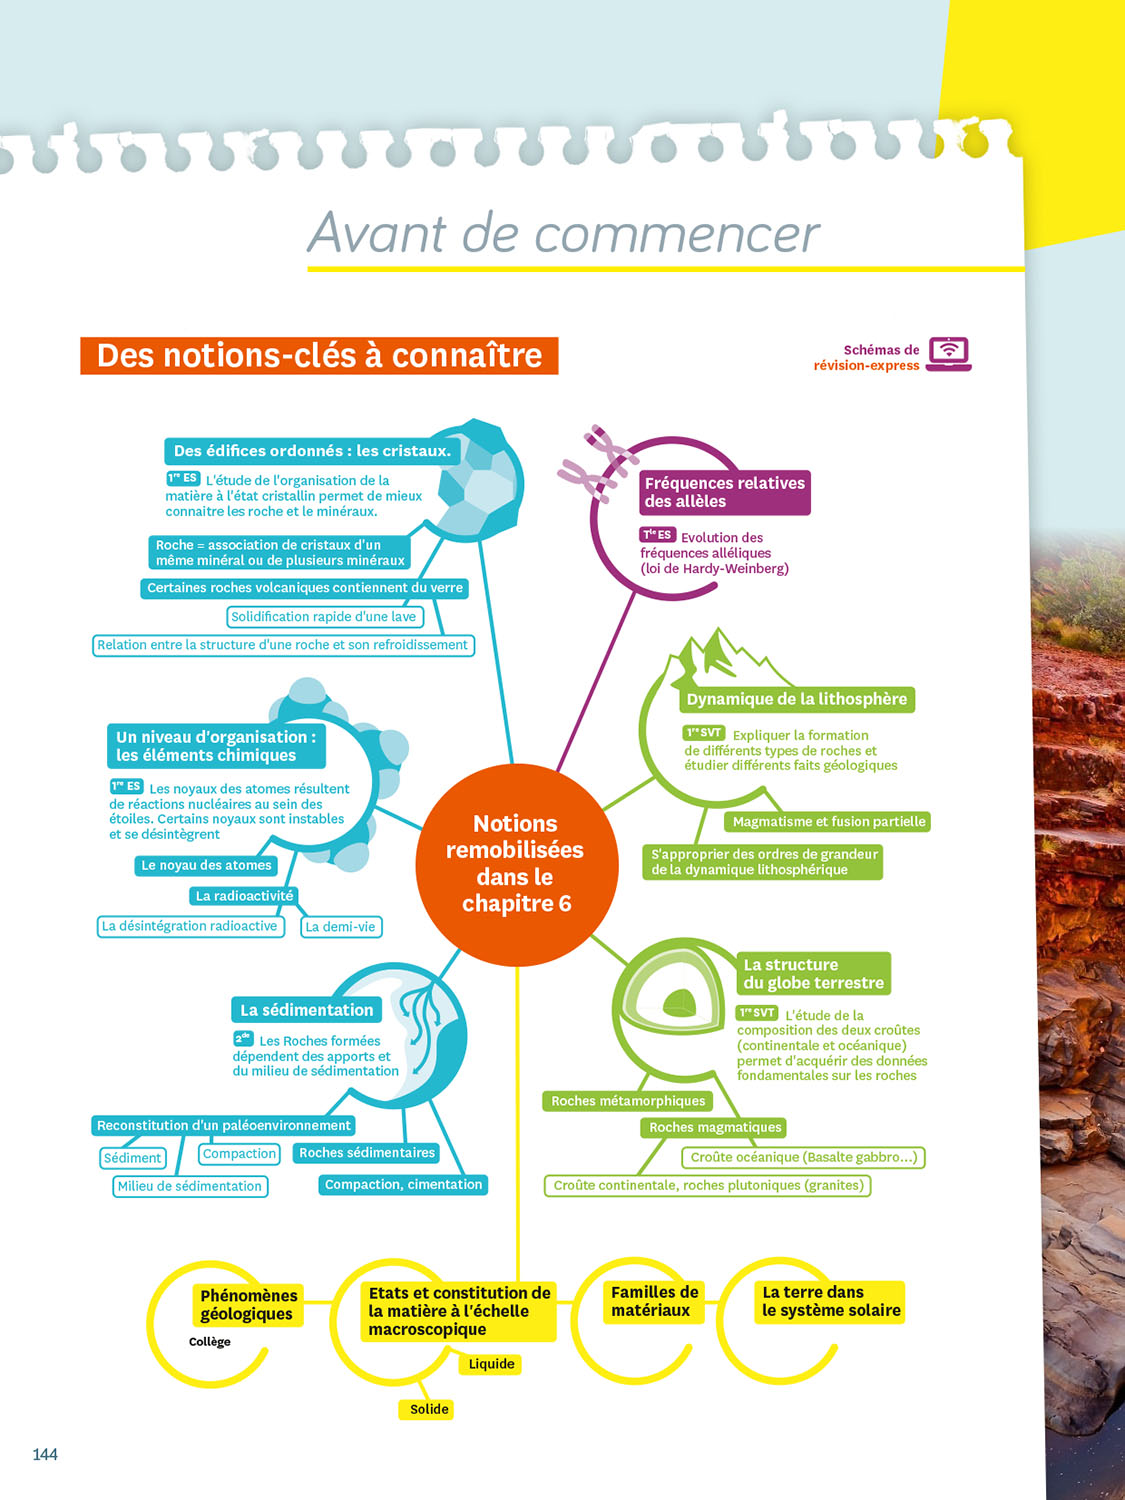 Avant de commencer
Des notions-clés à connaître
Schémas de
révision-express
Des édifices ordonnés : les cristaux.
1re ES L'étude de l'organisation de la
matière à l'état cristallin permet de mieux
connaitre les roche et le minéraux.
Roche = association de cristaux d'un
même minéral ou de plusieurs minéraux
Certaines roches volcaniques contiennent du verre
Solidification rapide d'une lave
Relation entre la structure d'une roche et son refroidissement
Fréquences relatives
des allèles
Tle ES Evolution des
fréquences alléliques
(loi de Hardy-Weinberg)
Un niveau d'organisation :
les éléments chimiques
1re ES Les noyaux des atomes résultent
de réactions nucléaires au sein des
étoiles. Certains noyaux sont instables
et se désintègrent
Le noyau des atomes
La radioactivité
La désintégration radioactive
La demi-vie
Dynamique de la lithosphère
1re SVT Expliquer la formation
de différents types de roches et
étudier différents faits géologiques
Magmatisme et fusion partielle
S'approprier des ordres de grandeur
de la dynamique lithosphérique
Notions
remobilisées
dans le
chapitre 6
La sédimentation
2de Les Roches formées
dépendent des apports et
du milieu de sédimentation
Reconstitution d'un paléoenvironnement
Sédiment
Compaction
Milieu de sédimentation
Roches sédimentaires
Compaction, cimentation
La structure
du globe terrestre
1re SVT L'étude de la
composition des deux croûtes
(continentale et océanique)
permet d'acquérir des données
fondamentales sur les roches
Roches métamorphiques
Roches magmatiques
Croûte océanique (Basalte gabbro...)
Croûte continentale, roches plutoniques (granites)
Phénomènes
géologiques
Collège
Etats et constitution de
la matière à l'échelle
macroscopique
Liquide
Solide
Familles de
matériaux
La terre dans
le système solaire
144